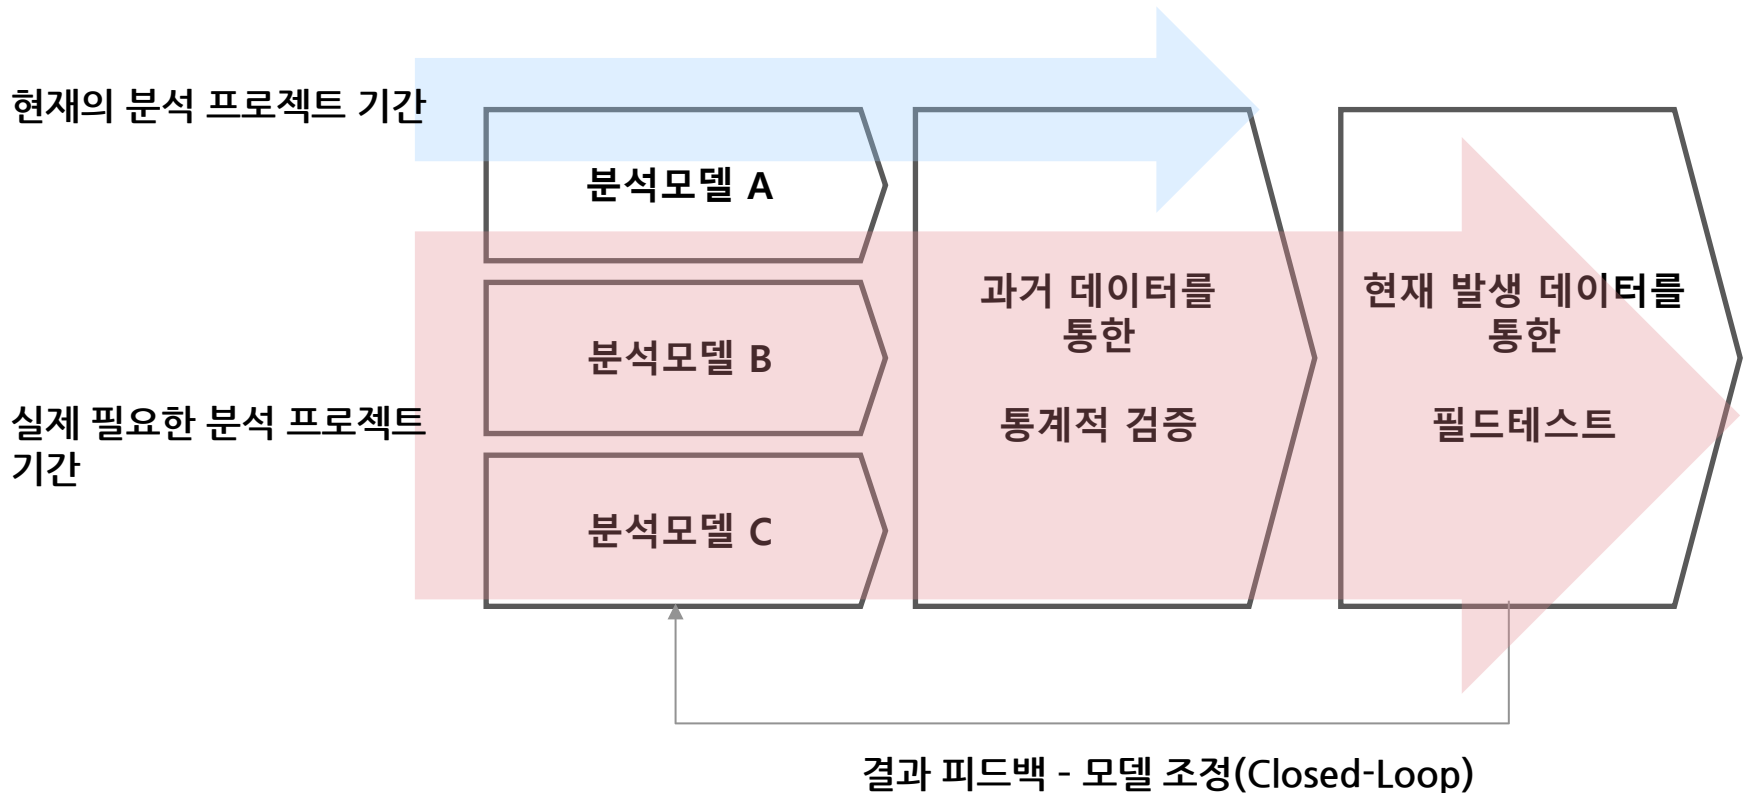 현재의 분석 프로젝트 기간
분석모델 A
과거 데이터를
통한
통계적 검증
현재 발생 데이터를
통한
필드테스트
분석모델 B
실제 필요한 분석 프로젝트
기간
분석모델 C
결과 피드백 - 모델 조정(Closed-Loop)